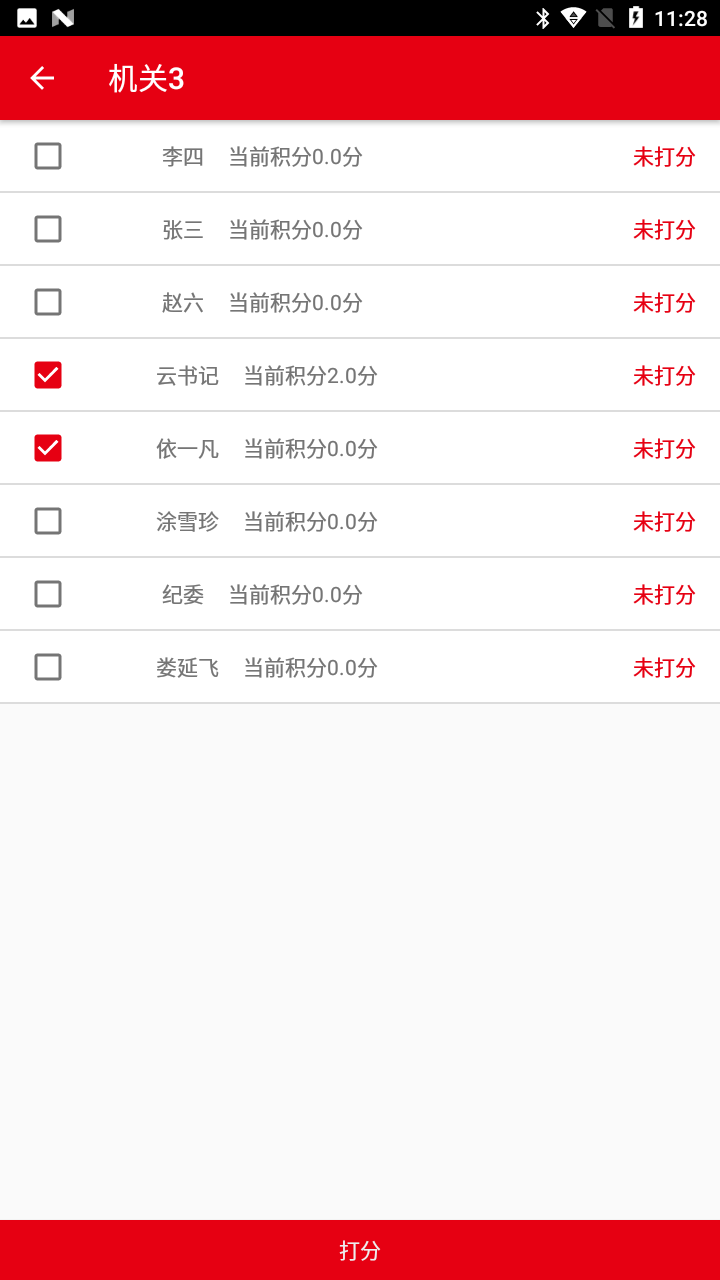 11:28
机关3
李四 当前积分0.0分 未打分
张三 当前积分0.0分 未打分
赵六 当前积分0.0分 未打分
云书记 当前积分2.0分 未打分
依一凡 当前积分0.0分 未打分
涂雪珍 当前积分0.0分 未打分
纪委 当前积分0.0分 未打分
娄延飞 当前积分0.0分 未打分
打分